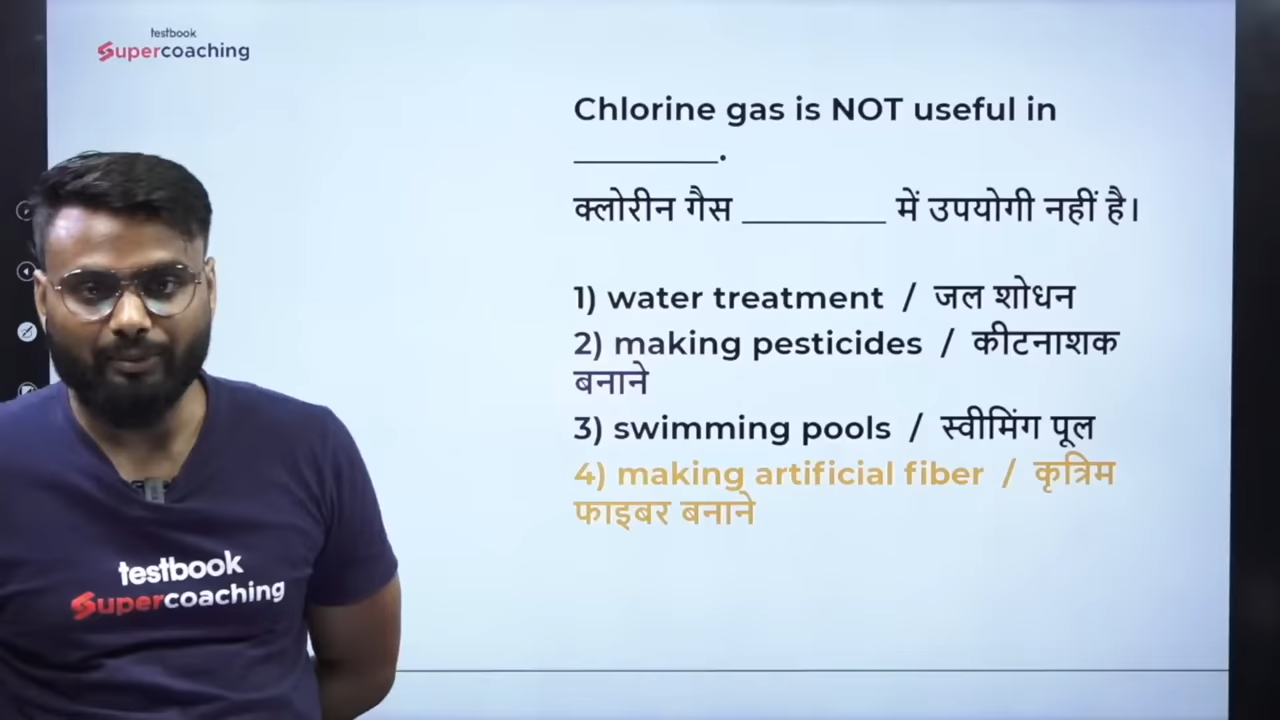 testbook
Supercoaching
Chlorine gas is NOT useful in
_________.
क्लोरीन गैस _________ में उपयोगी नहीं है।
1) water treatment / जल शोधन
2) making pesticides / कीटनाशक
बनाने
3) swimming pools / स्वीमिंग पूल
4) making artificial fiber / कृत्रिम
फाइबर बनाने
testbook
Supercoaching